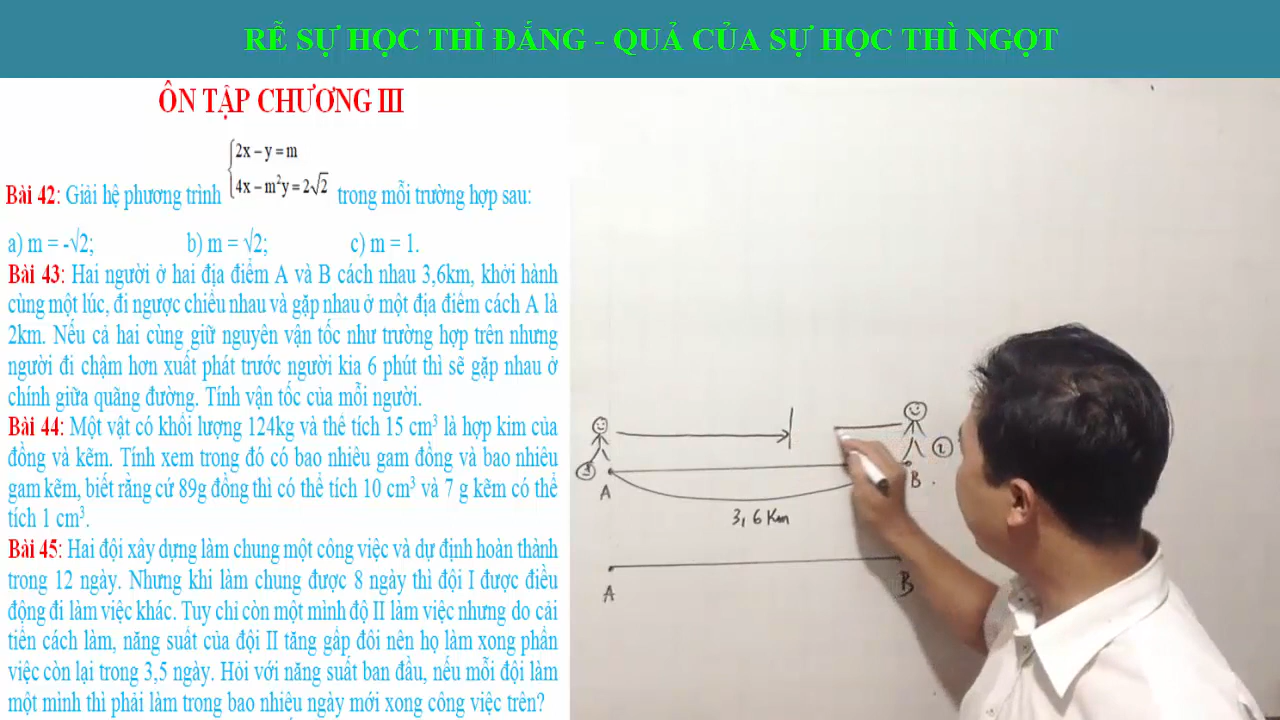 RỄ SỰ HỌC THÌ ĐẮNG - QUẢ CỦA SỰ HỌC THÌ NGỌT
ÔN TẬP CHƯƠNG III
2x – y = m
4x – m²y = 2√2
Bài 42: Giải hệ phương trình trong mỗi trường hợp sau:
a) m = -√2; b) m = √2; c) m = 1.
Bài 43: Hai người ở hai địa điểm A và B cách nhau 3,6km, khởi hành
cùng một lúc, đi ngược chiều nhau và gặp nhau ở một địa điểm cách A là
2km. Nếu cả hai cùng giữ nguyên vận tốc như trường hợp trên nhưng
người đi chậm hơn xuất phát trước người kia 6 phút thì sẽ gặp nhau ở
chính giữa quãng đường. Tính vận tốc của mỗi người.
Bài 44: Một vật có khối lượng 124kg và thể tích 15 cm³ là hợp kim của
đồng và kẽm. Tính xem trong đó có bao nhiêu gam đồng và bao nhiêu
gam kẽm, biết rằng cứ 89g đồng thì có thể tích 10 cm³ và 7 g kẽm có thể
tích 1 cm³.
Bài 45: Hai đội xây dựng làm chung một công việc và dự định hoàn thành
trong 12 ngày. Nhưng khi làm chung được 8 ngày thì đội I được điều
động đi làm việc khác. Tuy chỉ còn một mình độ II làm việc nhưng do cải
tiến cách làm, năng suất của đội II tăng gấp đôi nên họ làm xong phần
việc còn lại trong 3,5 ngày. Hỏi với năng suất ban đầu, nếu mỗi đội làm
một mình thì phải làm trong bao nhiêu ngày mới xong công việc trên?
2
A B
3,6 Km
A B